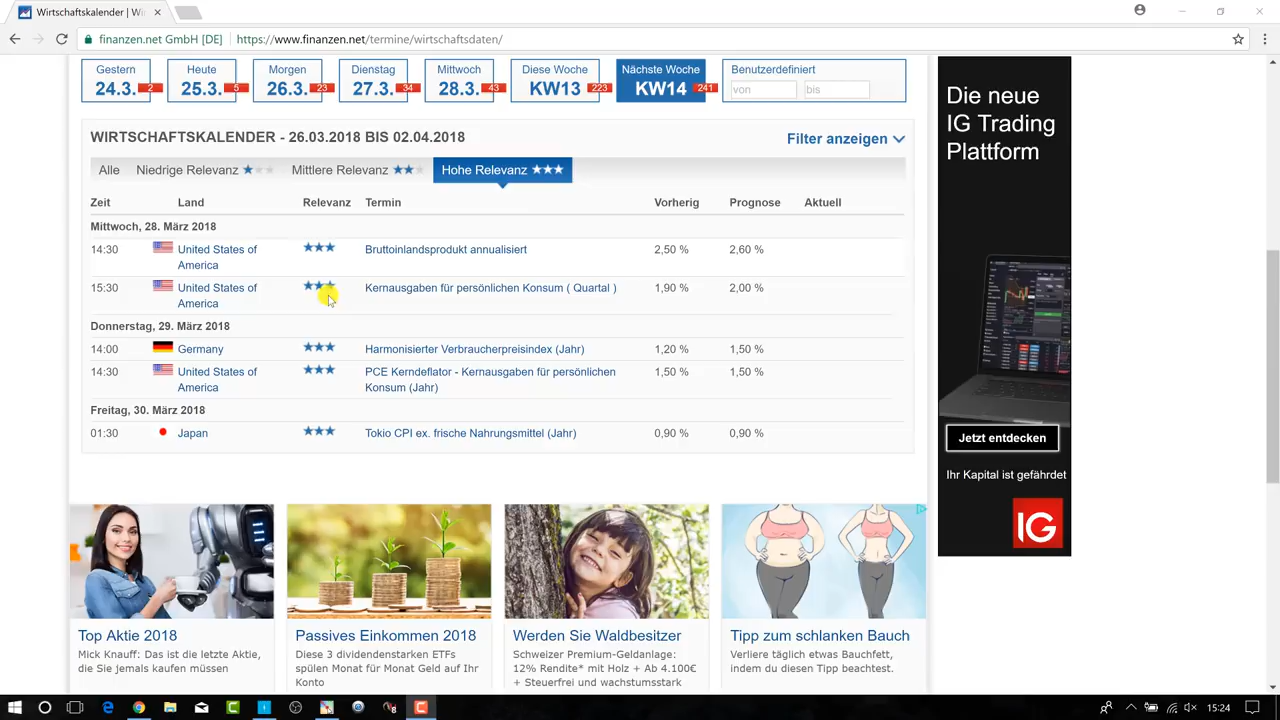 Wirtschaftskalender | Wi
finanzen.net GmbH [DE]
https://www.finanzen.net/termine/wirtschaftsdaten/
Gestern
24.3.
2
Heute
25.3.
5
Morgen
26.3.
23
Dienstag
27.3.
34
Mittwoch
28.3.
43
Diese Woche
KW13
223
Nächste Woche
KW14
241
Benutzerdefiniert
von
bis
WIRTSCHAFTSKALENDER - 26.03.2018 BIS 02.04.2018
Filter anzeigen
Alle Niedrige Relevanz Mittlere Relevanz Hohe Relevanz
Zeit Land Relevanz Termin Vorherig Prognose Aktuell
Mittwoch, 28. März 2018
14:30 United States of America Bruttoinlandsprodukt annualisiert 2,50 % 2,60 %
15:30 United States of America Kernausgaben für persönlichen Konsum ( Quartal ) 1,90 % 2,00 %
Donnerstag, 29. März 2018
14:00 Germany Harmonisierter Verbraucherpreisindex (Jahr) 1,20 % 1,50 %
14:30 United States of America PCE Kerndeflator - Kernausgaben für persönlichen Konsum (Jahr) 1,50 % 1,50 %
Freitag, 30. März 2018
01:30 Japan Tokio CPI ex. frische Nahrungsmittel (Jahr) 0,90 % 0,90 %
Die neue
IG Trading
Plattform
Jetzt entdecken
Ihr Kapital ist gefährdet
IG
Top Aktie 2018
Mick Knauff: Das ist die letzte Aktie,
die Sie jemals kaufen müssen
Passives Einkommen 2018
Diese 3 dividendenstarken ETFs
spülen Monat für Monat Geld auf Ihr
Konto
Werden Sie Waldbesitzer
Schweizer Premium-Geldanlage:
12% Rendite* mit Holz + Ab 4.100€
+ Steuerfrei und wachstumsstark
Tipp zum schlanken Bauch
Verliere täglich etwas Bauchfett,
indem du diesen Tipp beachtest.
15:24